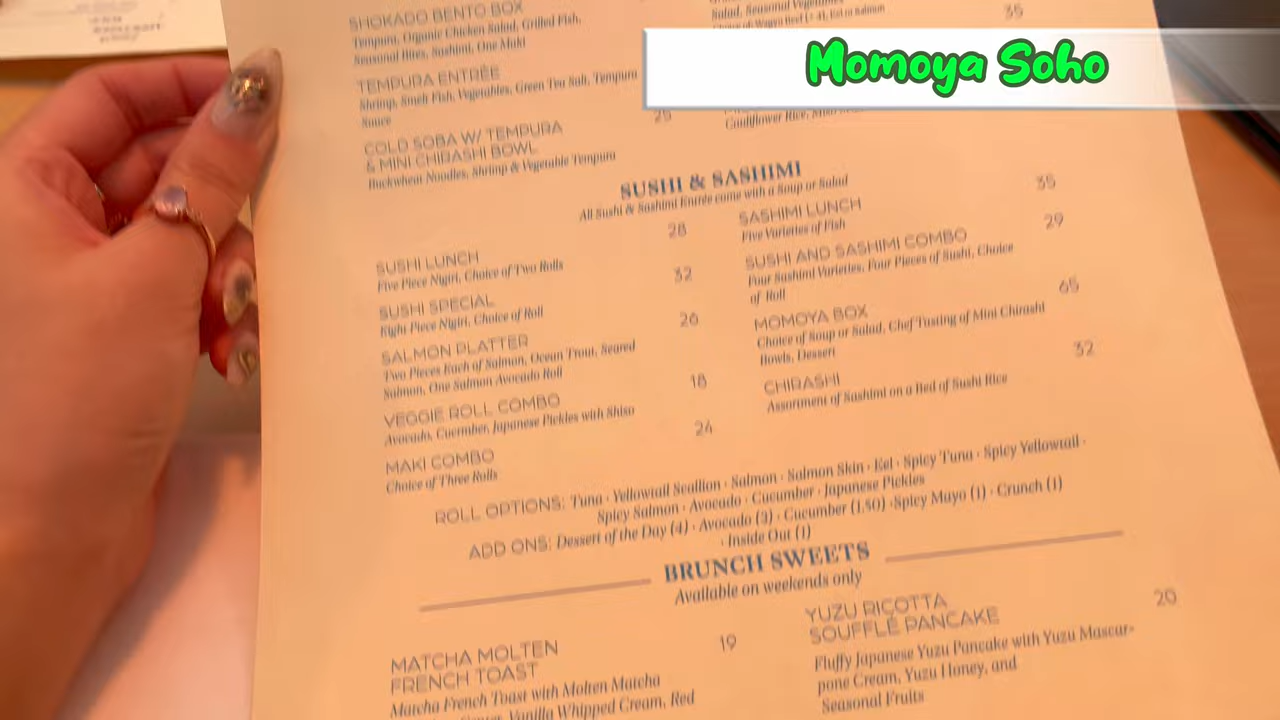 Momoya Soho
SHOKADO BENTO BOX
Tempura, Organic Chicken Salad, Grilled Fish,
Seasonal Bites, Sashimi, One Maki
TEMPURA ENTRÉE
Shrimp, Smelt Fish, Vegetables, Green Tea Salt, Tempura
Sauce
25
COLD SOBA W/ TEMPURA
& MINI CHIRASHI BOWL
Buckwheat Noodles, Shrimp & Vegetable Tempura
Salad, Seasonal Vegetables
35
Cauliflower Rice, Miso
SUSHI & SASHIMI
All Sushi & Sashimi Entrée come with a Soup or Salad
SUSHI LUNCH 28
Five Piece Nigiri, Choice of Two Rolls
SUSHI SPECIAL 32
Eight Piece Nigiri, Choice of Roll
SALMON PLATTER 26
Two Pieces Each of Salmon, Ocean Trout, Seared
Salmon, One Salmon Avocado Roll
VEGGIE ROLL COMBO 18
Avocado, Cucumber, Japanese Pickles with Shiso
MAKI COMBO 24
Choice of Three Rolls
SASHIMI LUNCH 35
Five Varieties of Fish
SUSHI AND SASHIMI COMBO 29
Four Sashimi Varieties, Four Pieces of Sushi, Choice
of Roll
MOMOYA BOX 65
Choice of Soup or Salad, Chef Tasting of Mini Chirashi
Bowls, Dessert
CHIRASHI 32
Assortment of Sashimi on a Bed of Sushi Rice
ROLL OPTIONS: Tuna · Yellowtail Scallion · Salmon · Salmon Skin · Eel · Spicy Tuna · Spicy Yellowtail ·
Spicy Salmon · Avocado · Cucumber · Japanese Pickles
ADD ONS: Dessert of the Day (4) · Avocado (3) · Cucumber (1.50) ·Spicy Mayo (1) · Crunch (1)
· Inside Out (1)
BRUNCH SWEETS
Available on weekends only
MATCHA MOLTEN 19
FRENCH TOAST
Matcha French Toast with Molten Matcha
Center, Vanilla Whipped Cream, Red
YUZU RICOTTA 20
SOUFFLÉ PANCAKE
Fluffy Japanese Yuzu Pancake with Yuzu Mascar-
pone Cream, Yuzu Honey, and
Seasonal Fruits